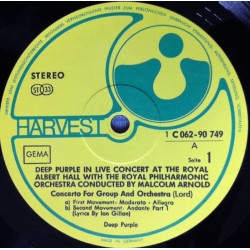 STEREO
ST 33
HARVEST
GEMA
1 C 062-90 749
A
Seite 1
DEEP PURPLE IN LIVE CONCERT AT THE ROYAL
ALBERT HALL WITH THE ROYAL PHILHARMONIC
ORCHESTRA CONDUCTED BY MALCOLM ARNOLD
Concerto For Group And Orchestra (Lord)
a) First Movement: Moderato - Allegro
b) Second Movement: Andante Part 1
(Lyrics By Ian Gillan)
Deep Purple